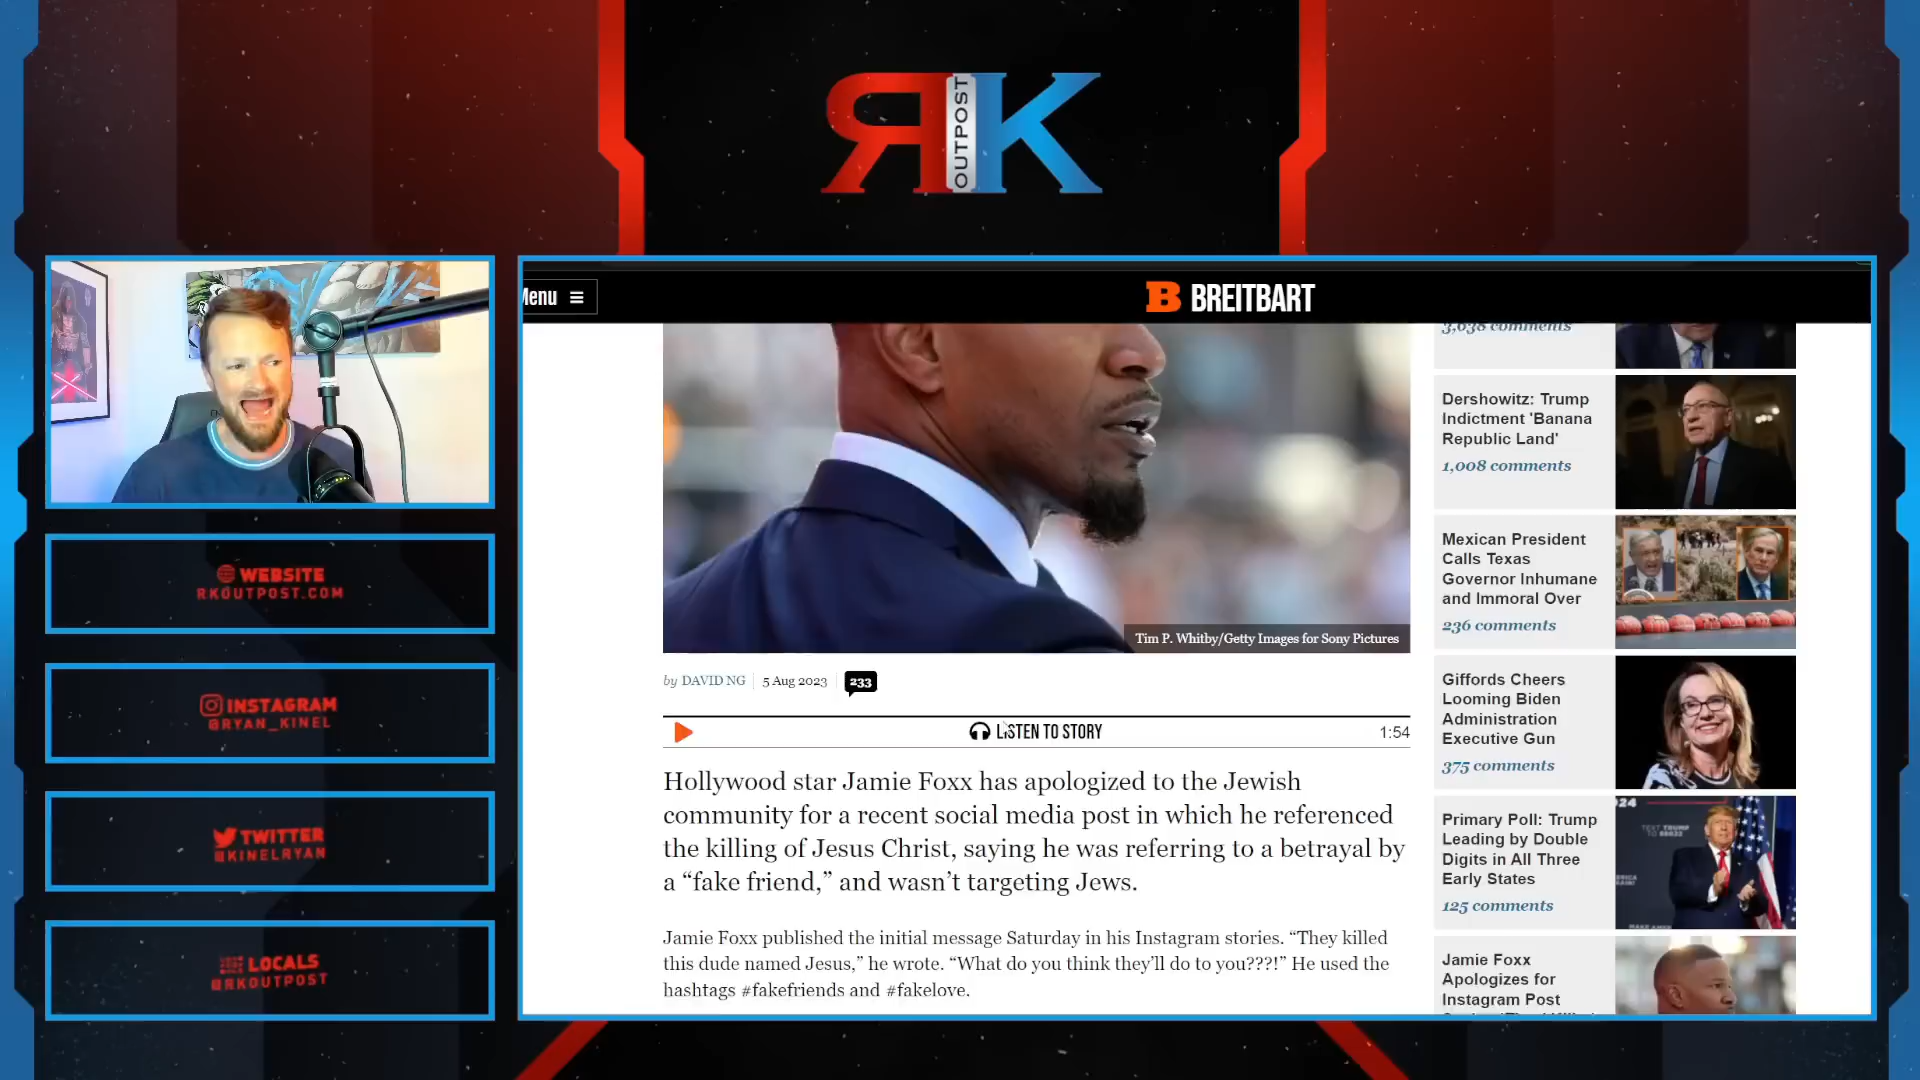 RK
OUTPOST
Menu
B BREITBART
WEBSITE
RKOUTPOST.COM
INSTAGRAM
@RYAN_KINEL
TWITTER
@KINELRYAN
LOCALS
@RKOUTPOST
Tim P. Whitby/Getty Images for Sony Pictures
by DAVID NG 5 Aug 2023 233
LISTEN TO STORY 1:54
Hollywood star Jamie Foxx has apologized to the Jewish
community for a recent social media post in which he referenced
the killing of Jesus Christ, saying he was referring to a betrayal by
a “fake friend,” and wasn’t targeting Jews.
Jamie Foxx published the initial message Saturday in his Instagram stories. “They killed
this dude named Jesus,” he wrote. “What do you think they’ll do to you???!” He used the
hashtags #fakefriends and #fakelove.
3,638 comments
Dershowitz: Trump
Indictment 'Banana
Republic Land'
1,008 comments
Mexican President
Calls Texas
Governor Inhumane
and Immoral Over
236 comments
Giffords Cheers
Looming Biden
Administration
Executive Gun
375 comments
Primary Poll: Trump
Leading by Double
Digits in All Three
Early States
125 comments
Jamie Foxx
Apologizes for
Instagram Post